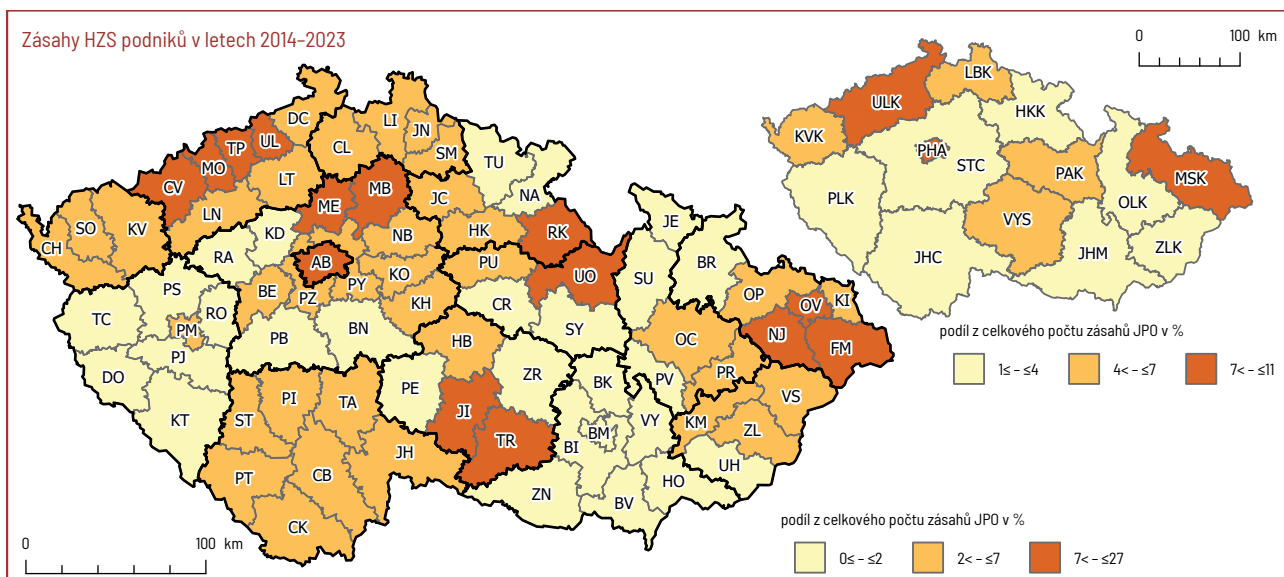 Zásahy HZS podniků v letech 2014–2023
0 100 km
LBK
ULK
HKK
KVK
PHA
STC
PAK
MSK
PLK
OLK
VYS
ZLK
JHM
JHC
podíl z celkového počtu zásahů JPO v %
1≤ – ≤4 4< – ≤7 7< – ≤11
DC
LI
JN
UL
TP
CL
SM
MO
TU
LT
CV
MB
NA
JC
ME
LN
SO
KV
JE
HK
RK
KD
NB
CH
RA
AB
PU
UO
BR
KO
SU
PS
BE
PY
OP
KI
PZ
OV
RO
KH
CR
TC
PM
BN
SY
NJ
PB
OC
HB
FM
PJ
PR
DO
ZR
PV
BK
PE
VS
PI
TA
JI
KT
ST
VY
KM
ZL
BM
TR
BI
JH
UH
PT
CB
HO
ZN
BV
CK
0 100 km
podíl z celkového počtu zásahů JPO v %
0≤ – ≤2 2< – ≤7 7< – ≤27